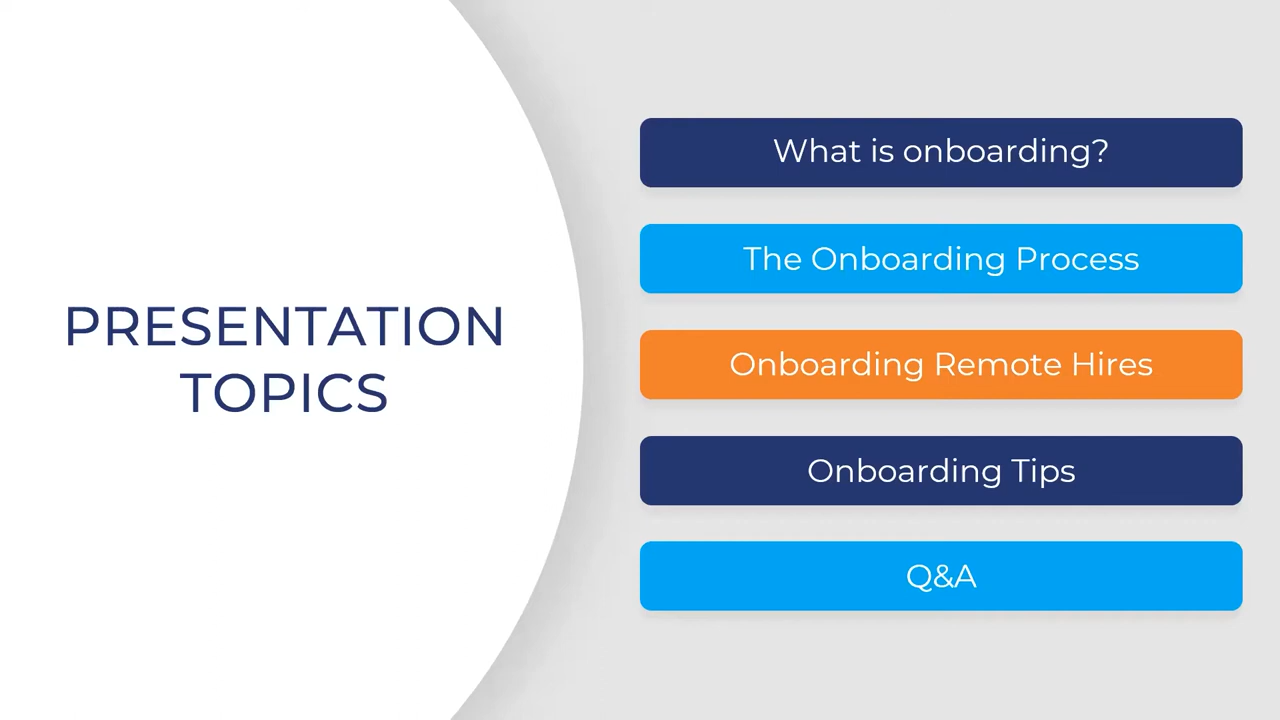 PRESENTATION
TOPICS
What is onboarding?
The Onboarding Process
Onboarding Remote Hires
Onboarding Tips
Q&A